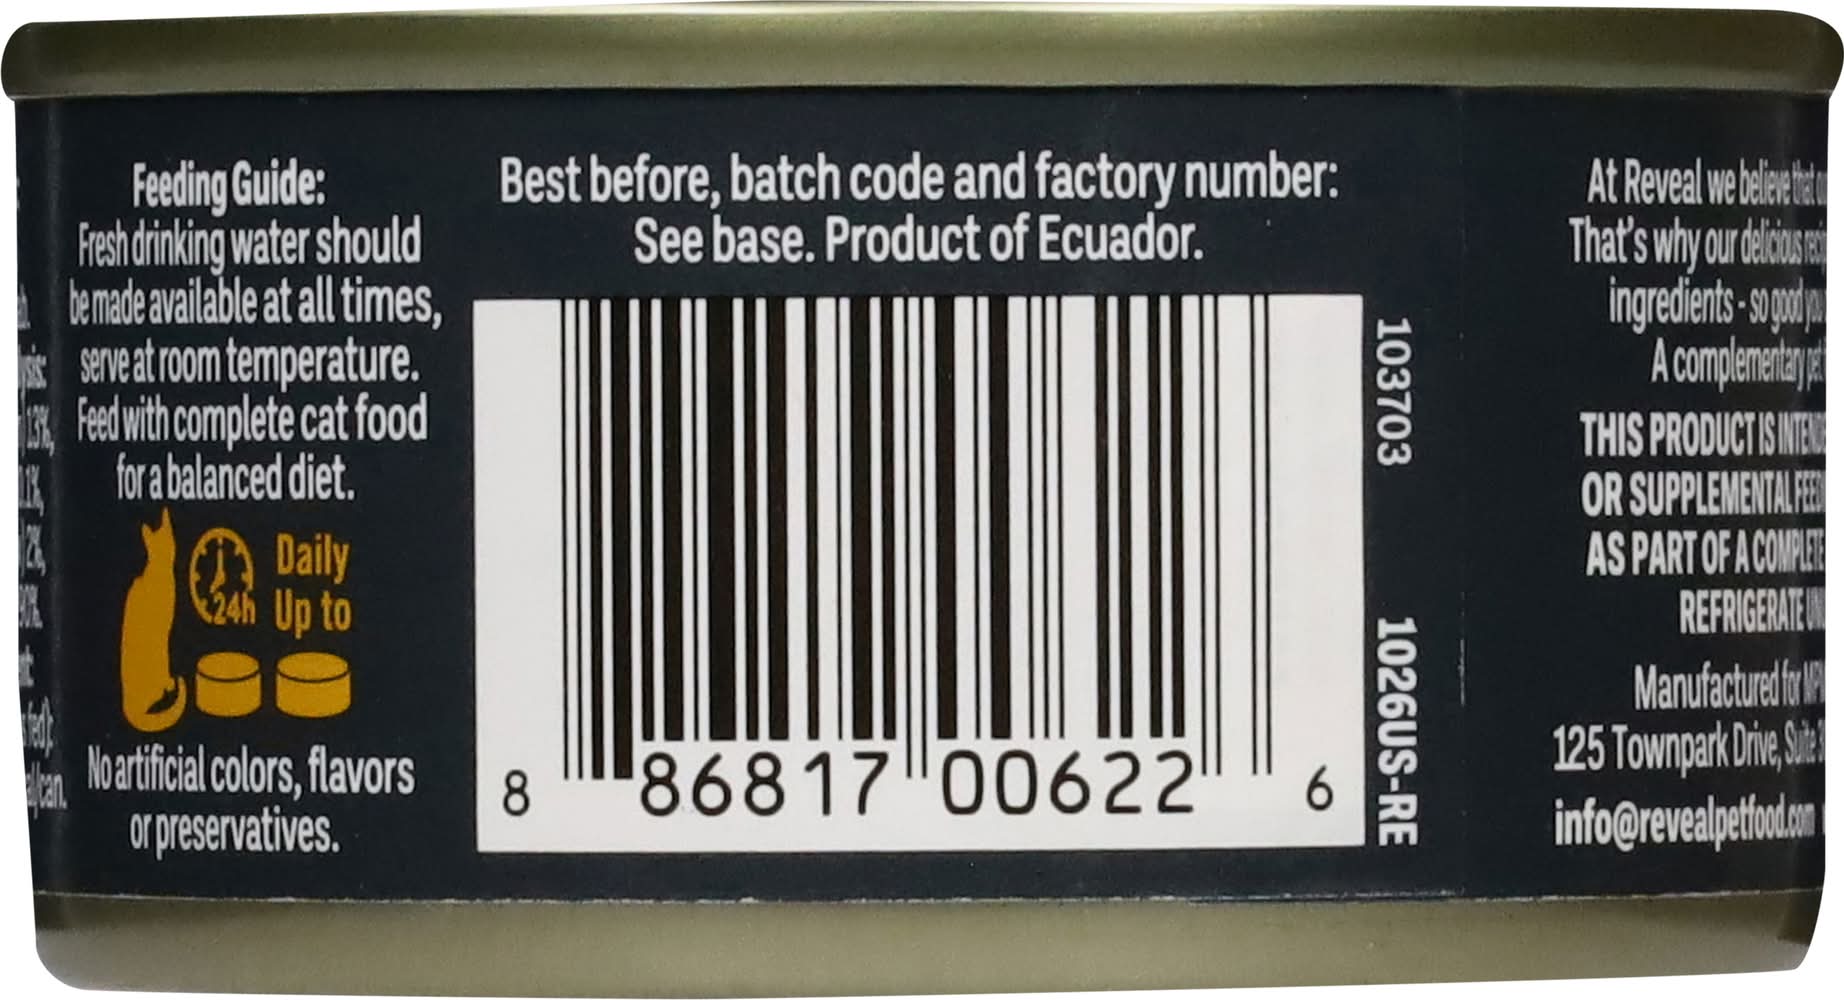 Feeding Guide:
Fresh drinking water should
be made available at all times,
serve at room temperature.
Feed with complete cat food
for a balanced diet.
24h
Daily
Up to
No artificial colors, flavors
or preservatives.
Best before, batch code and factory number:
See base. Product of Ecuador.
8 86817 00622 6
103703
1026US-RE
At Reveal we believe that
That's why our delicious
ingredients - so good
A complementary pet
THIS PRODUCT IS
OR SUPPLEMENTAL
AS PART OF A COMPLETE
REFRIGERATE
Manufactured for
125 Townpark Drive, Suite
info@revealpetfood.com
13%,
2%,